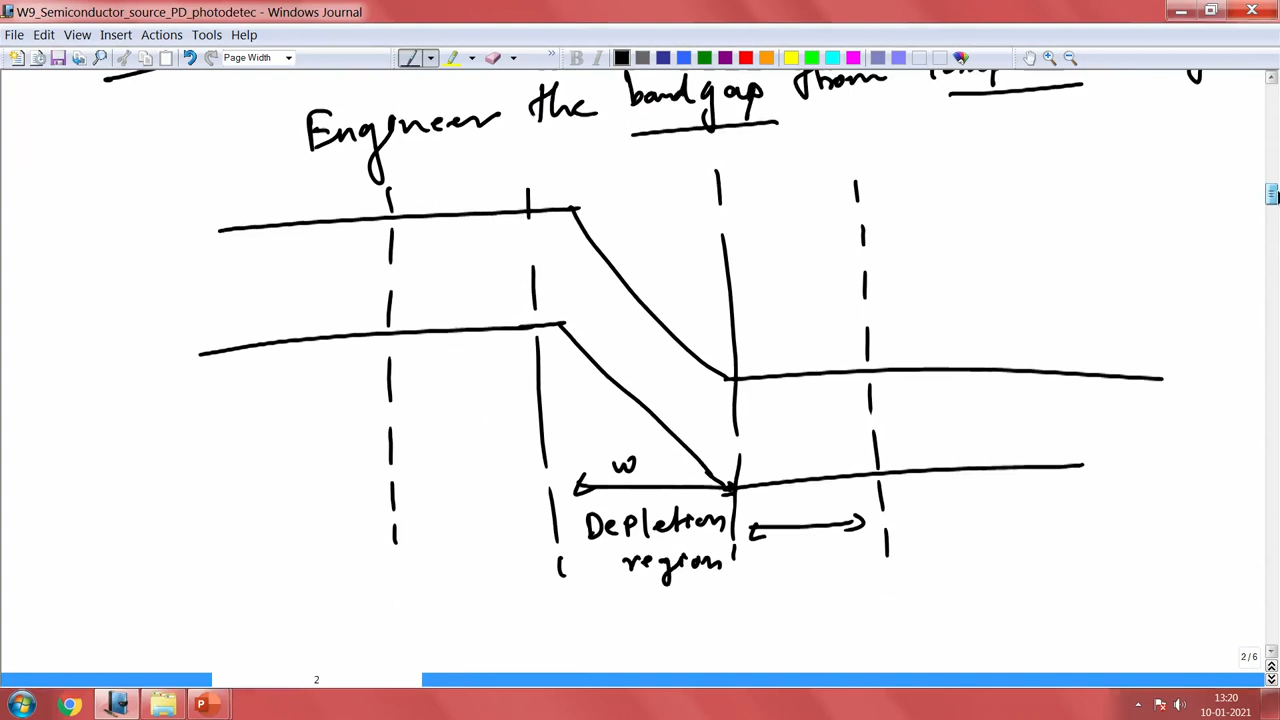 W9_Semiconductor_source_PD_photodetec - Windows Journal
File Edit View Insert Actions Tools Help
Page Width
B I
Engineer the bandgap from
w
Depletion
region
2/6
2
13:20
10-01-2021